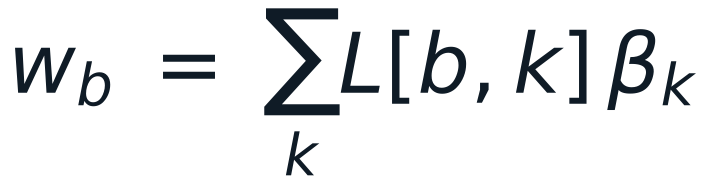 w_b = ∑_k L[b, k] β_k